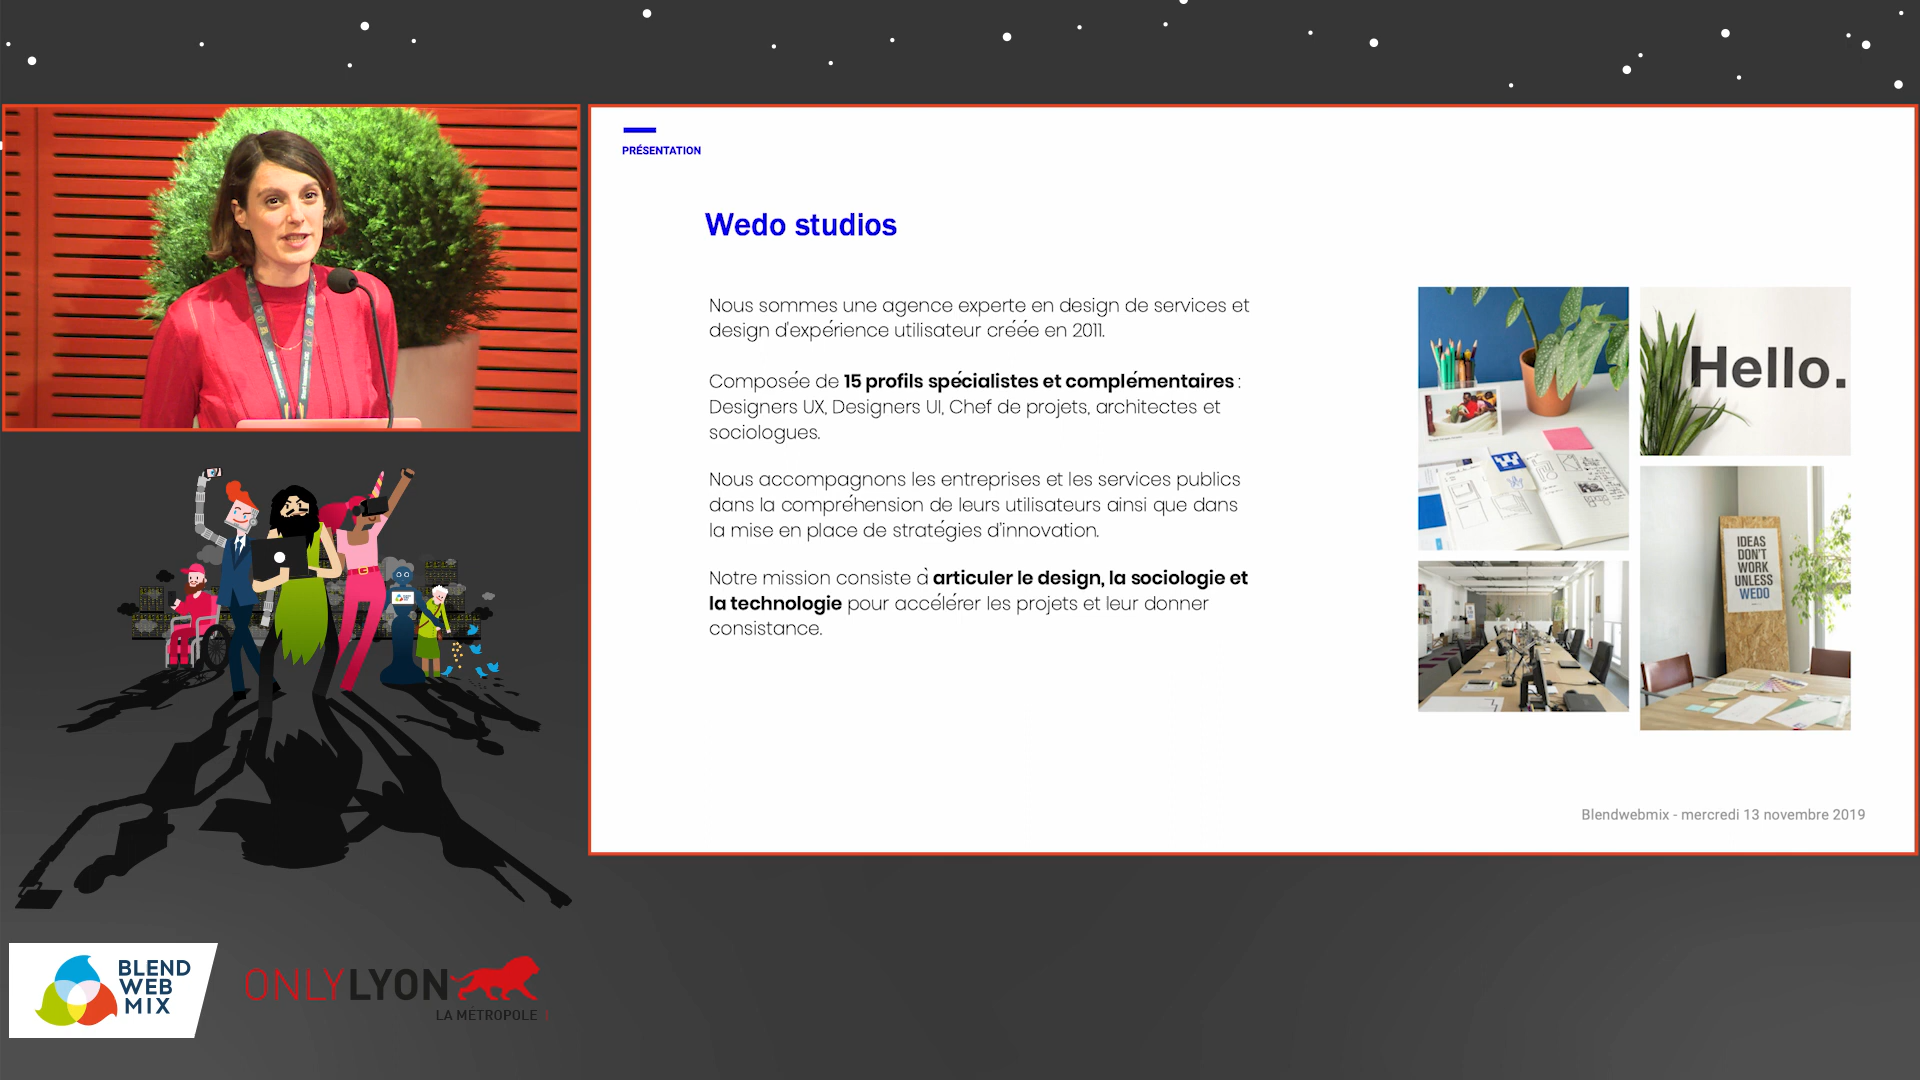 PRÉSENTATION
Wedo studios
Nous sommes une agence experte en design de services et
design d'expérience utilisateur créée en 2011.
Composée de 15 profils spécialistes et complémentaires :
Designers UX, Designers UI, Chef de projets, architectes et
sociologues.
Nous accompagnons les entreprises et les services publics
dans la compréhension de leurs utilisateurs ainsi que dans
la mise en place de stratégies d'innovation.
Notre mission consiste à articuler le design, la sociologie et
la technologie pour accélérer les projets et leur donner
consistance.
Hello.
IDEAS
DON'T
WORK
UNLESS
WEDO
Blendwebmix - mercredi 13 novembre 2019
BLEND
WEB
MIX
ONLYLYON
LA MÉTROPOLE